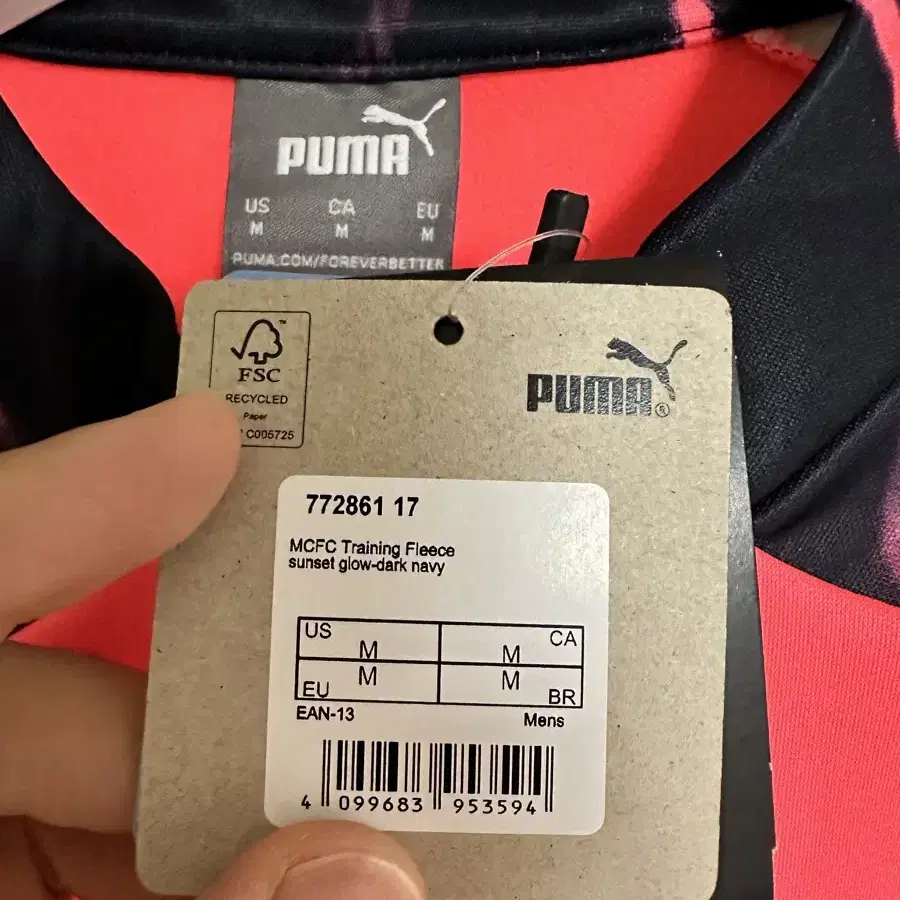 PUMA
US CA EU
M M M
PUMA.COM/FOREVERBETTER
FSC™
RECYCLED
Paper
C005725
PUMA®
772861 17
MCFC Training Fleece
sunset glow-dark navy
US M M CA
EU M M BR
EAN-13 Mens
4 099683 953594